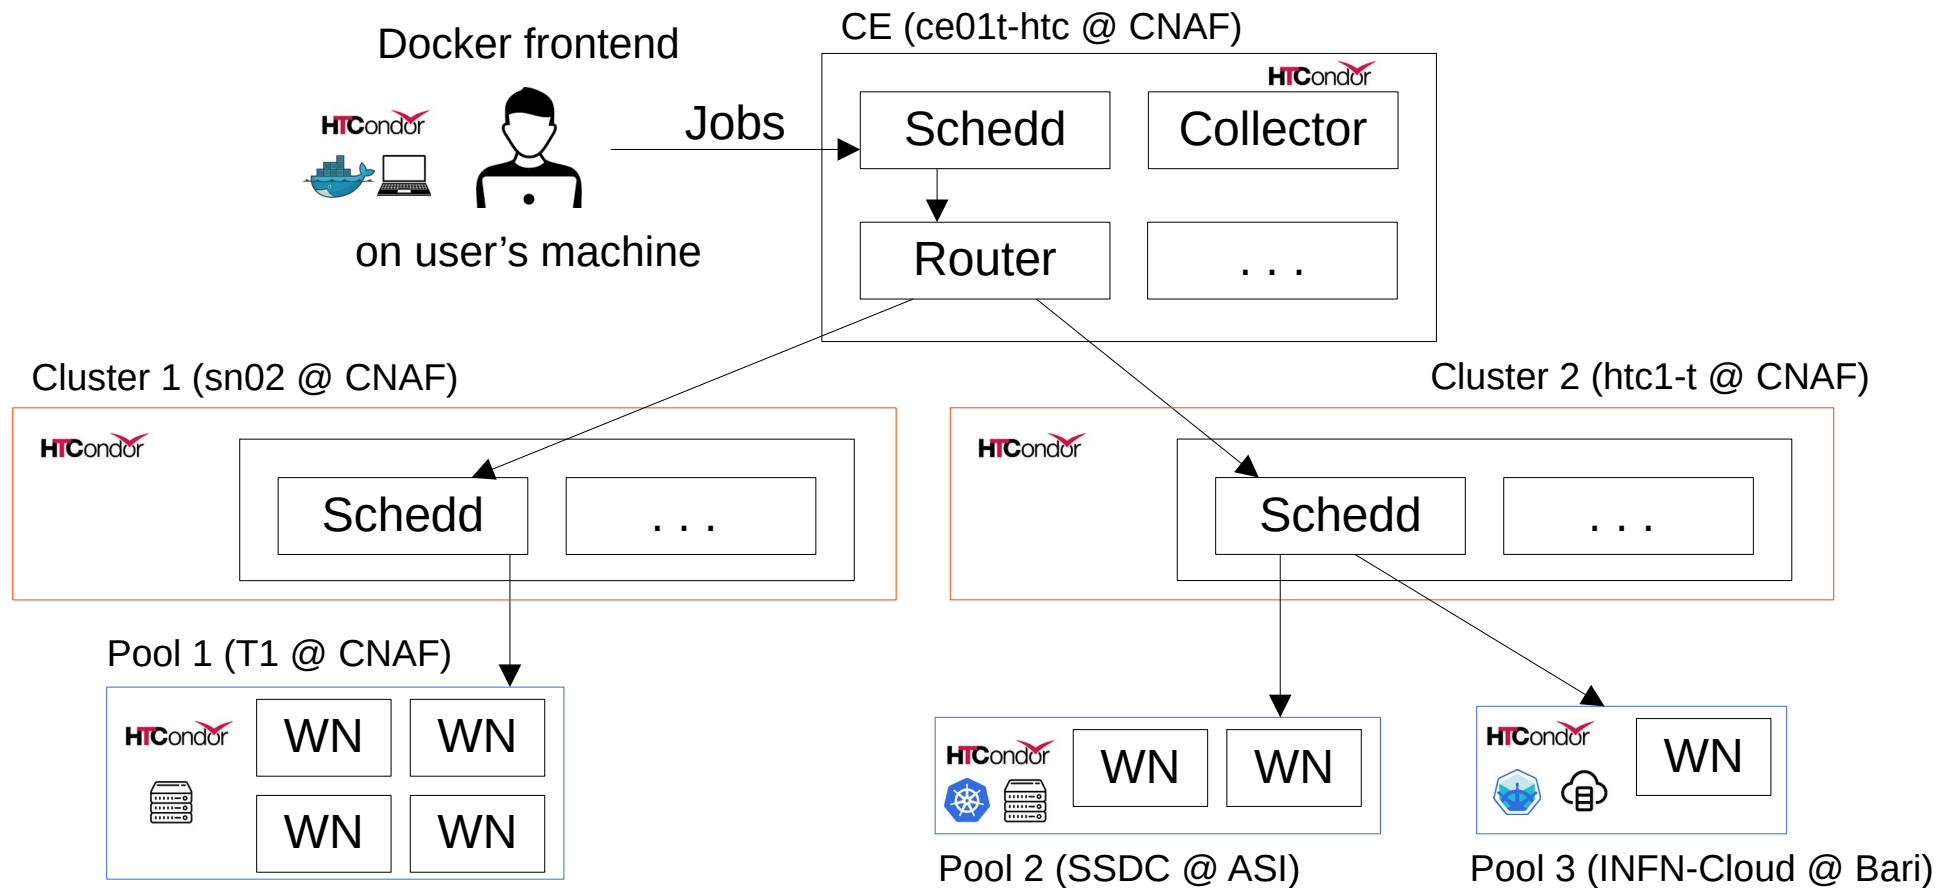 CE (ce01t-htc @ CNAF)
Docker frontend
HTCondor
HTCondor
Jobs
Schedd
Collector
on user’s machine
Router
. . .
Cluster 1 (sn02 @ CNAF)
Cluster 2 (htc1-t @ CNAF)
HTCondor
Schedd
. . .
HTCondor
Schedd
. . .
Pool 1 (T1 @ CNAF)
HTCondor
WN
WN
WN
WN
HTCondor
WN
WN
HTCondor
WN
Pool 2 (SSDC @ ASI)
Pool 3 (INFN-Cloud @ Bari)